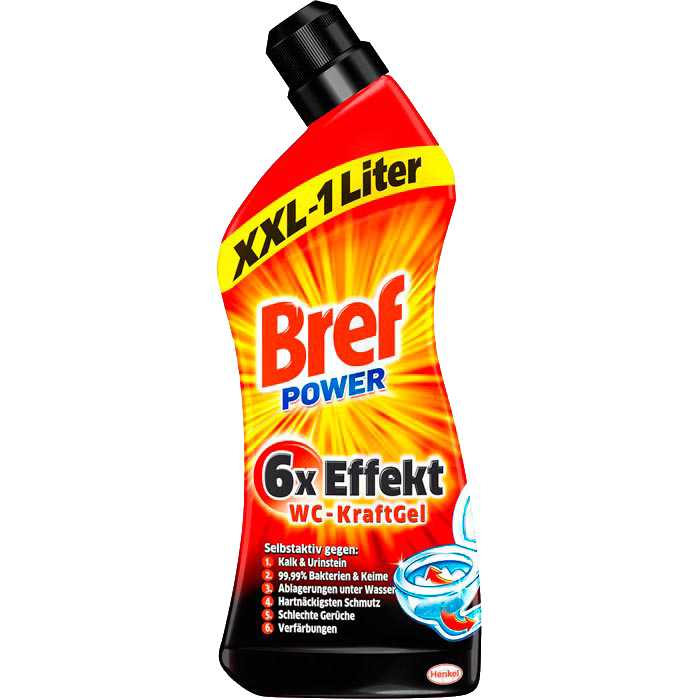 XXL-1 Liter
Bref
POWER
6x Effekt
WC-KraftGel
Selbstaktiv gegen:
1. Kalk & Urinstein
2. 99,99% Bakterien & Keime
3. Ablagerungen unter Wasser
4. Hartnäckigsten Schmutz
5. Schlechte Gerüche
6. Verfärbungen
Henkel